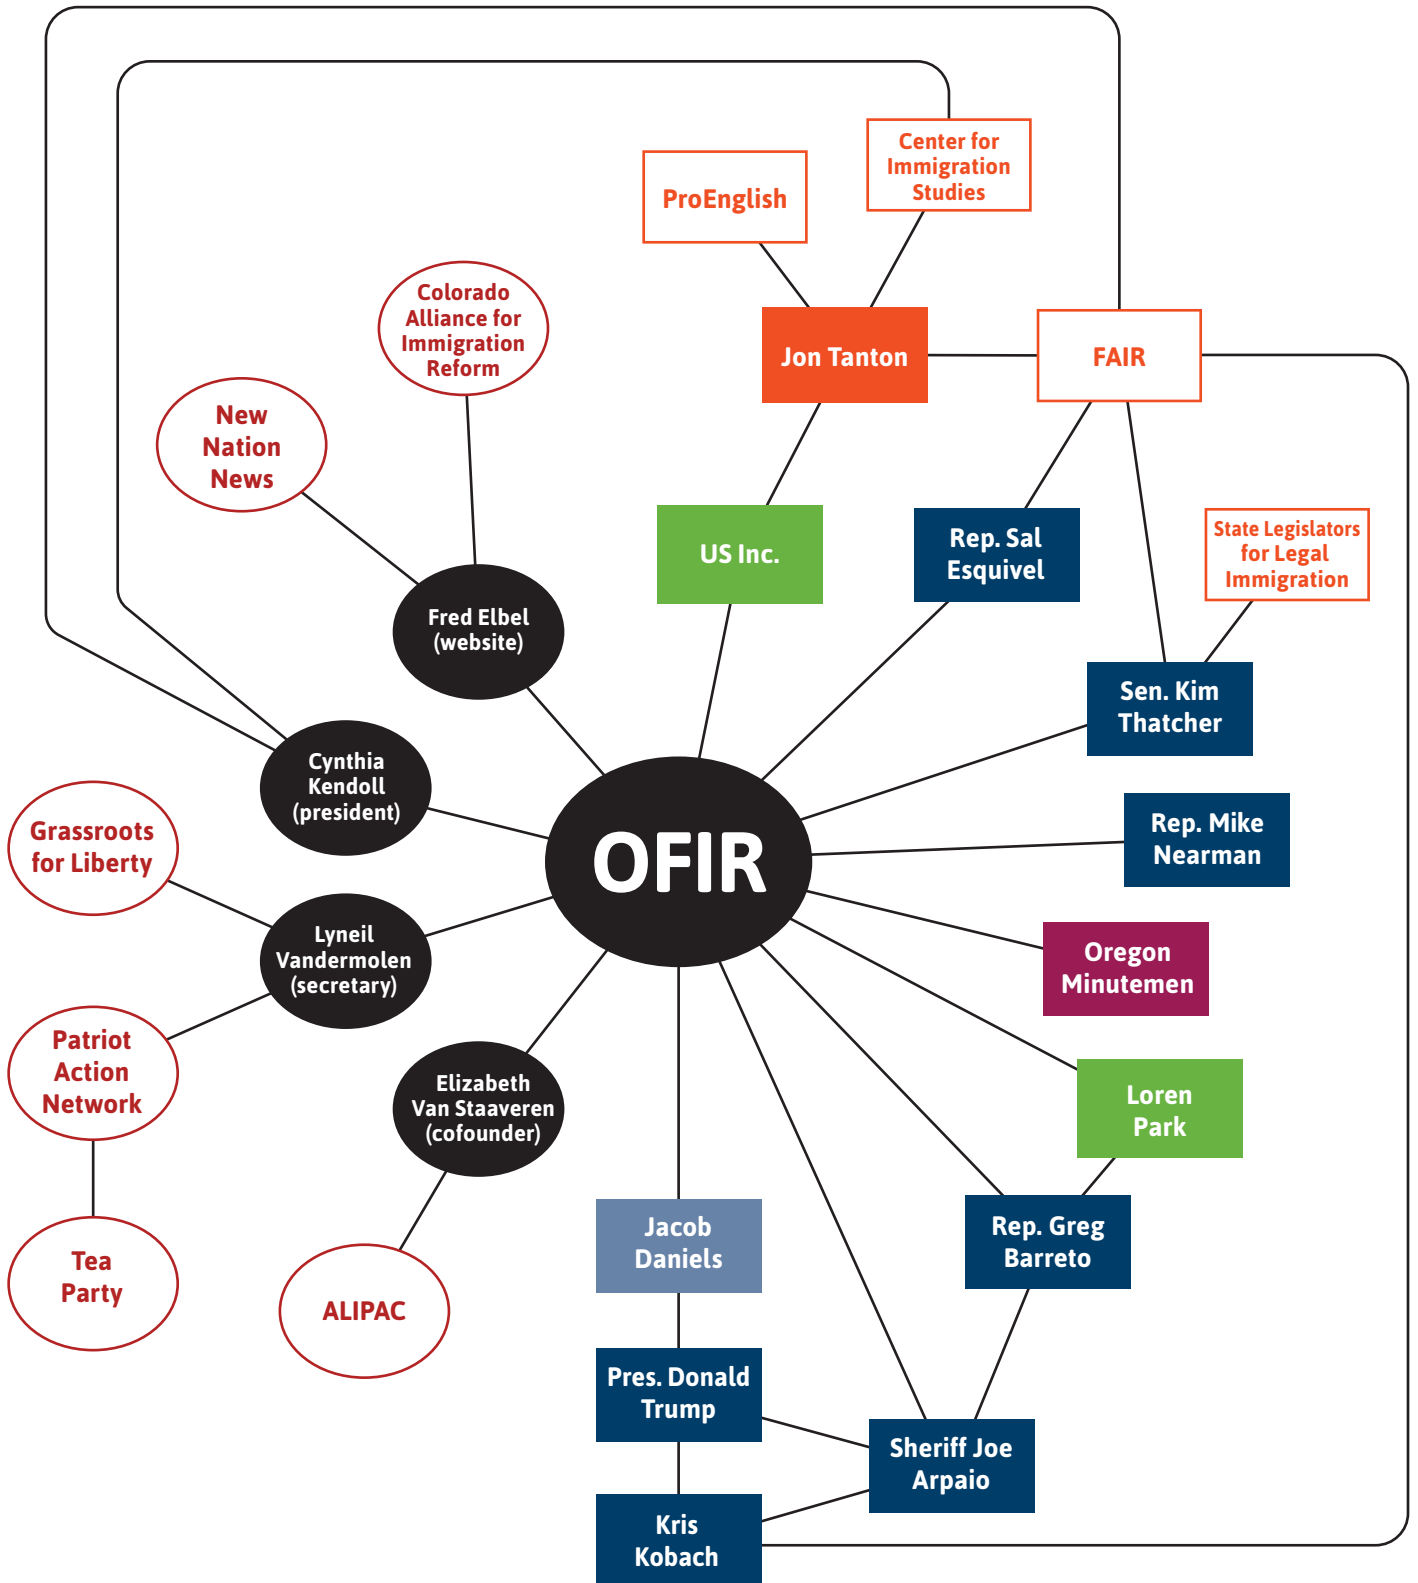 Center for
Immigration
Studies
ProEnglish
Colorado
Alliance for
Immigration
Reform
Jon Tanton
FAIR
New
Nation
News
US Inc.
Rep. Sal
Esquivel
State Legislators
for Legal
Immigration
Fred Elbel
(website)
Sen. Kim
Thatcher
Cynthia
Kendoll
(president)
Grassroots
for Liberty
OFIR
Rep. Mike
Nearman
Lyneil
Vandermolen
(secretary)
Oregon
Minutemen
Patriot
Action
Network
Elizabeth
Van Staaveren
(cofounder)
Loren
Park
Jacob
Daniels
Rep. Greg
Barreto
Tea
Party
ALIPAC
Pres. Donald
Trump
Sheriff Joe
Arpaio
Kris
Kobach